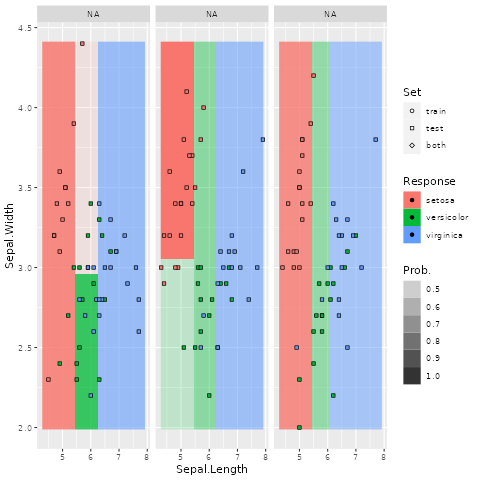 NA NA NA
4.5
4.0
3.5
3.0
2.5
2.0
Sepal.Width
5 6 7 8 5 6 7 8 5 6 7 8
Sepal.Length
Set
train
test
both
Response
setosa
versicolor
virginica
Prob.
0.5
0.6
0.7
0.8
0.9
1.0